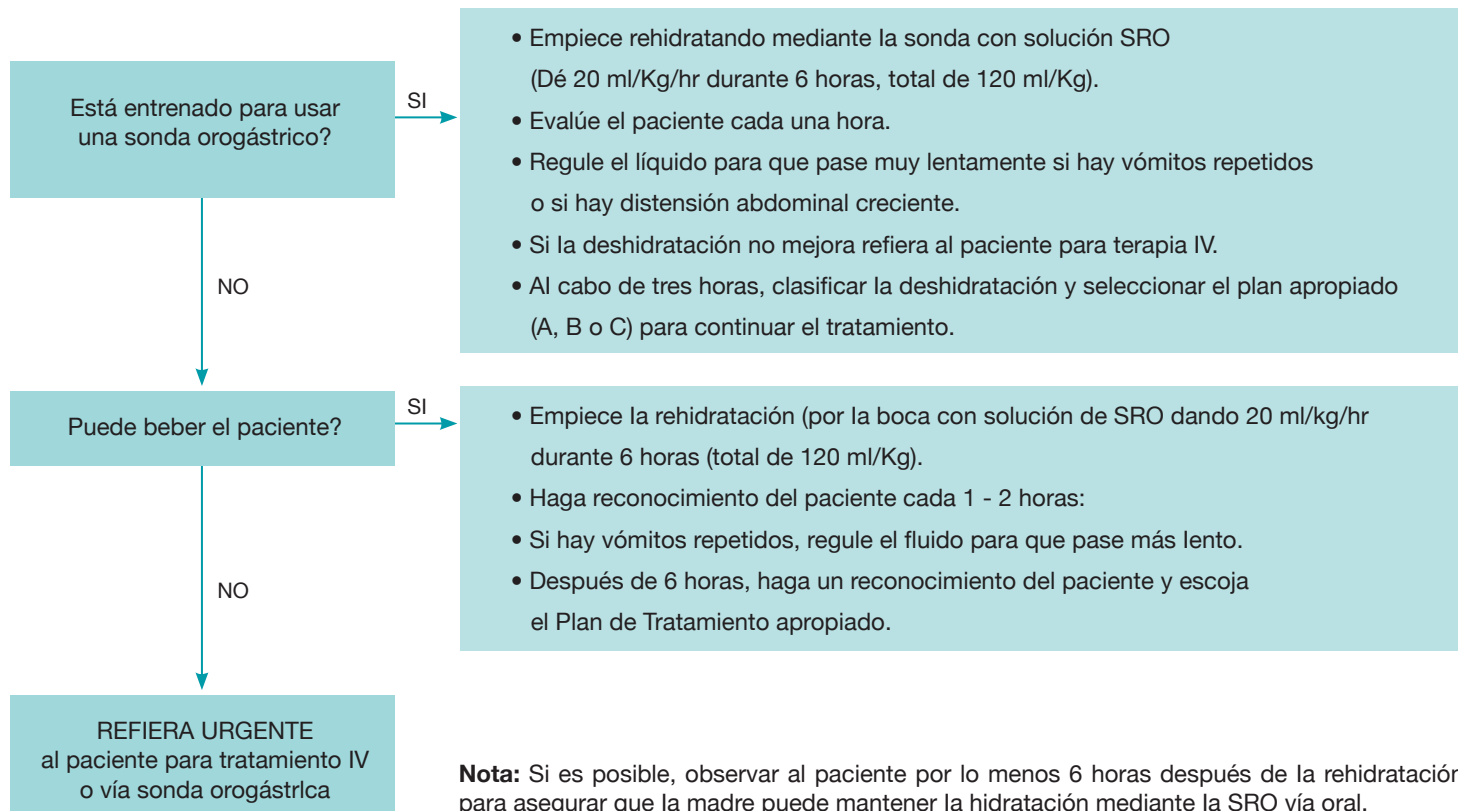 Está entrenado para usar
una sonda orogástrico?
SI
• Empiece rehidratando mediante la sonda con solución SRO
(Dé 20 ml/Kg/hr durante 6 horas, total de 120 ml/Kg).
• Evalúe el paciente cada una hora.
• Regule el líquido para que pase muy lentamente si hay vómitos repetidos
o si hay distensión abdominal creciente.
• Si la deshidratación no mejora refiera al paciente para terapia IV.
• Al cabo de tres horas, clasificar la deshidratación y seleccionar el plan apropiado
(A, B o C) para continuar el tratamiento.
NO
Puede beber el paciente?
SI
• Empiece la rehidratación (por la boca con solución de SRO dando 20 ml/kg/hr
durante 6 horas (total de 120 ml/Kg).
• Haga reconocimiento del paciente cada 1 - 2 horas:
• Si hay vómitos repetidos, regule el fluido para que pase más lento.
• Después de 6 horas, haga un reconocimiento del paciente y escoja
el Plan de Tratamiento apropiado.
NO
REFIERA URGENTE
al paciente para tratamiento IV
o vía sonda orogástrIca
Nota: Si es posible, observar al paciente por lo menos 6 horas después de la rehidratación
para asegurar que la madre puede mantener la hidratación mediante la SRO vía oral.